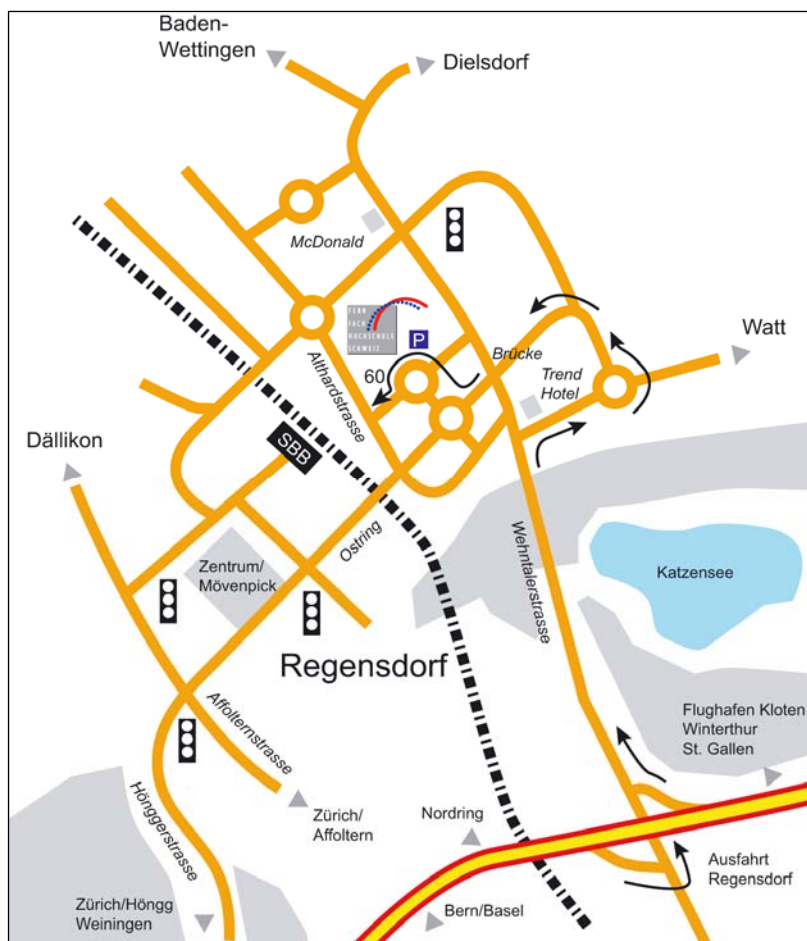 Baden-
Wettingen
Dielsdorf
McDonald
FERN
FACH
HOCHSCHULE
SCHWEIZ
P
60
Brücke
Watt
Trend
Hotel
Althardstrasse
Dällikon
SBB
Ostring
Wehntalerstrasse
Zentrum/
Mövenpick
Katzensee
Regensdorf
Affolternstrasse
Flughafen Kloten
Winterthur
St. Gallen
Hönggerstrasse
Zürich/
Affoltern
Nordring
Ausfahrt
Regensdorf
Zürich/Höngg
Weiningen
Bern/Basel